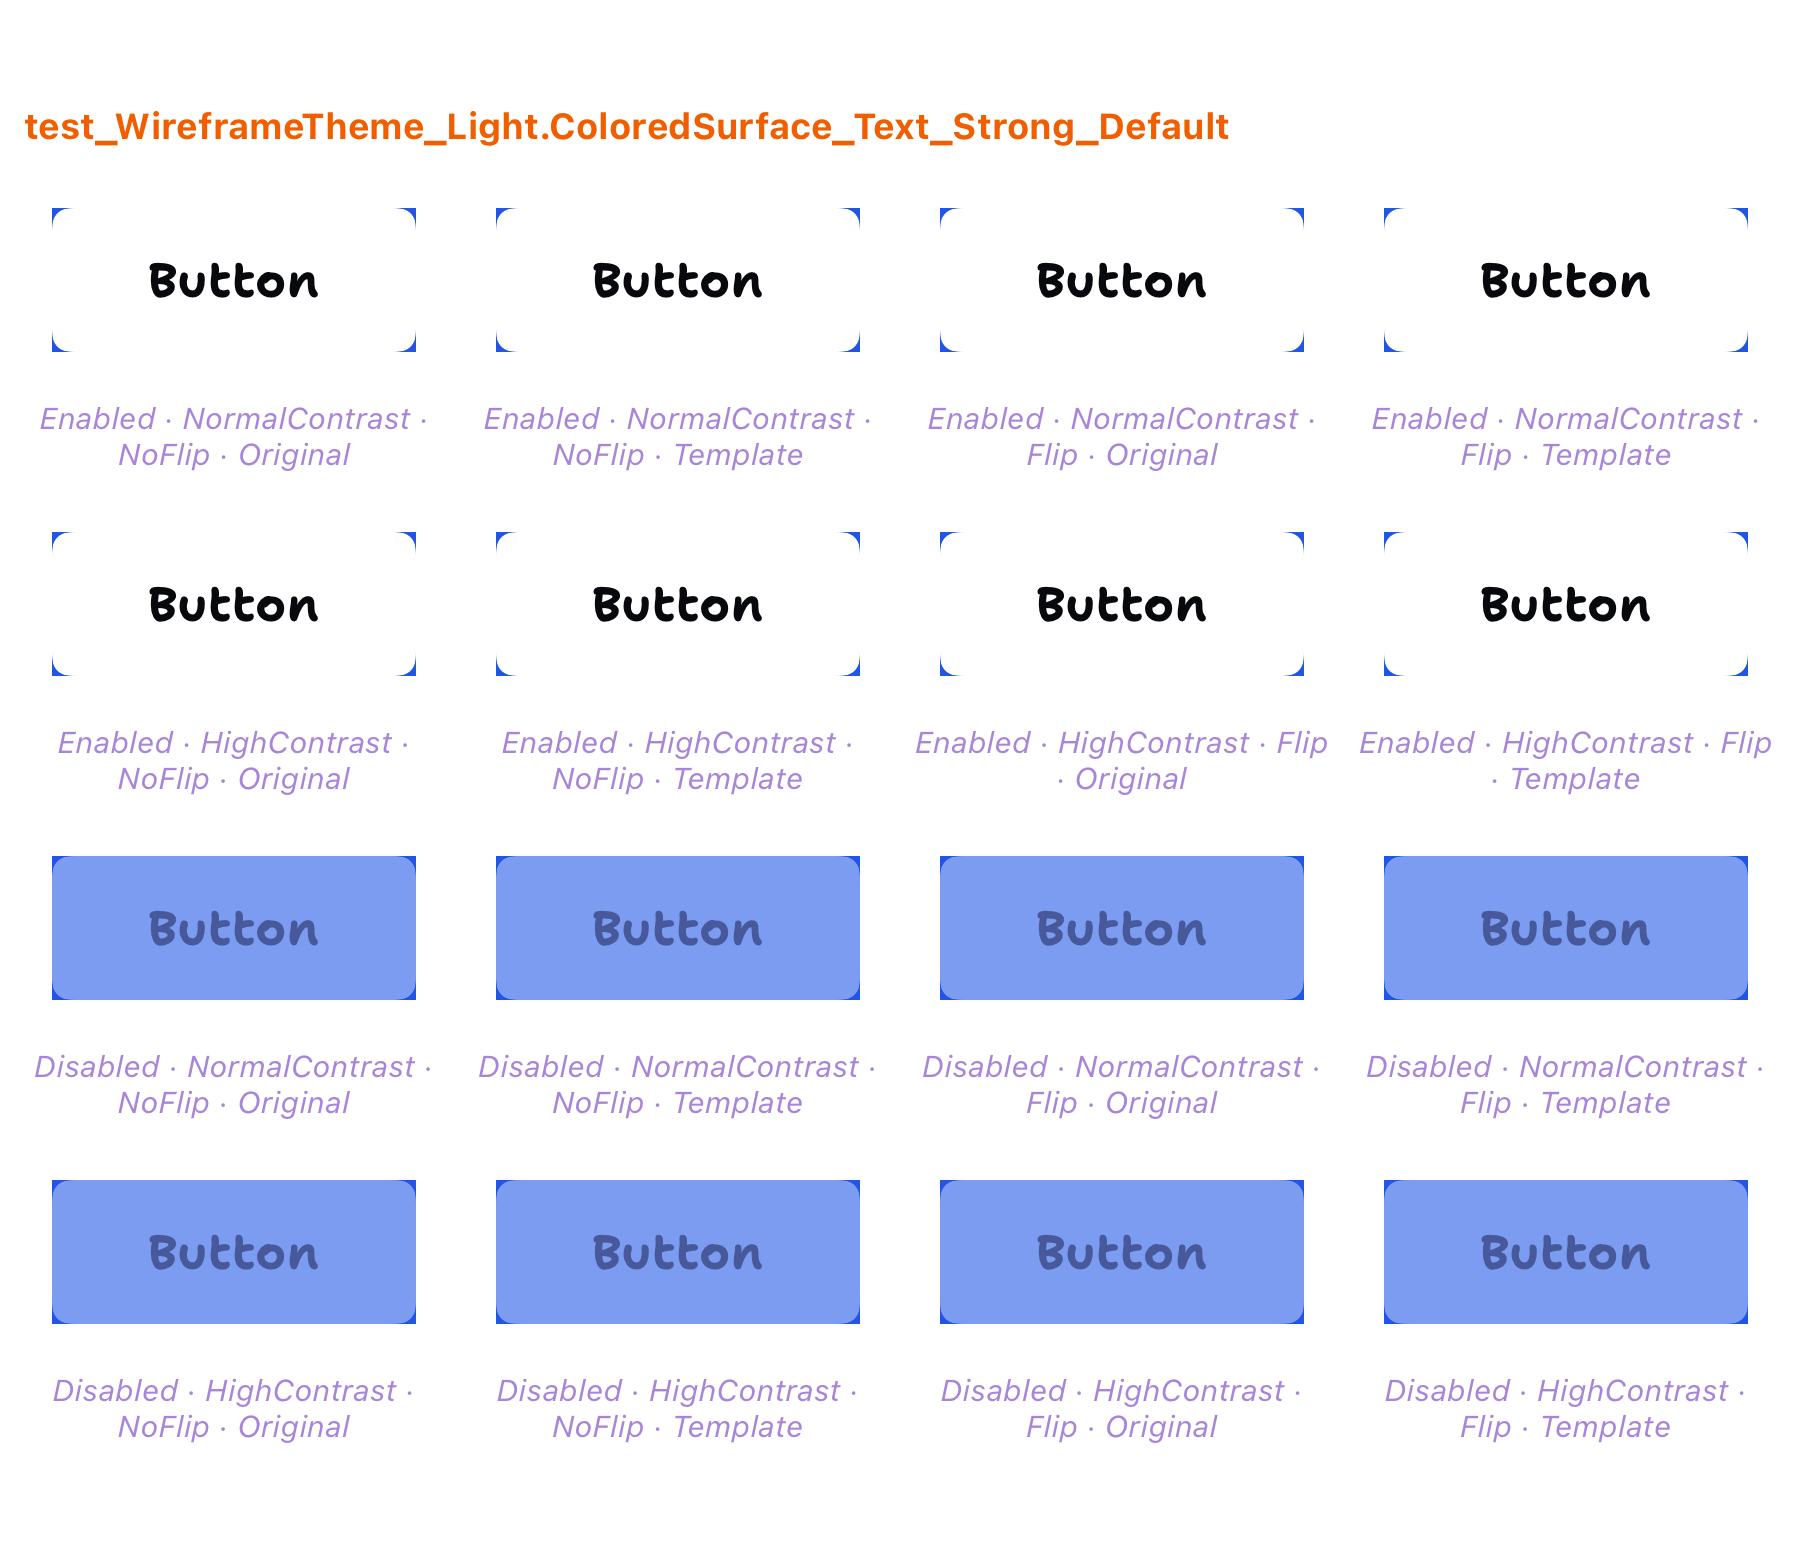 test_WireframeTheme_Light.ColoredSurface_Text_Strong_Default
Button Button Button Button
Enabled · NormalContrast · Enabled · NormalContrast · Enabled · NormalContrast · Enabled · NormalContrast ·
NoFlip · Original NoFlip · Template Flip · Original Flip · Template
Button Button Button Button
Enabled · HighContrast · Enabled · HighContrast · Enabled · HighContrast · Flip Enabled · HighContrast · Flip
NoFlip · Original NoFlip · Template · Original · Template
Button Button Button Button
Disabled · NormalContrast · Disabled · NormalContrast · Disabled · NormalContrast · Disabled · NormalContrast ·
NoFlip · Original NoFlip · Template Flip · Original Flip · Template
Button Button Button Button
Disabled · HighContrast · Disabled · HighContrast · Disabled · HighContrast · Disabled · HighContrast ·
NoFlip · Original NoFlip · Template Flip · Original Flip · Template